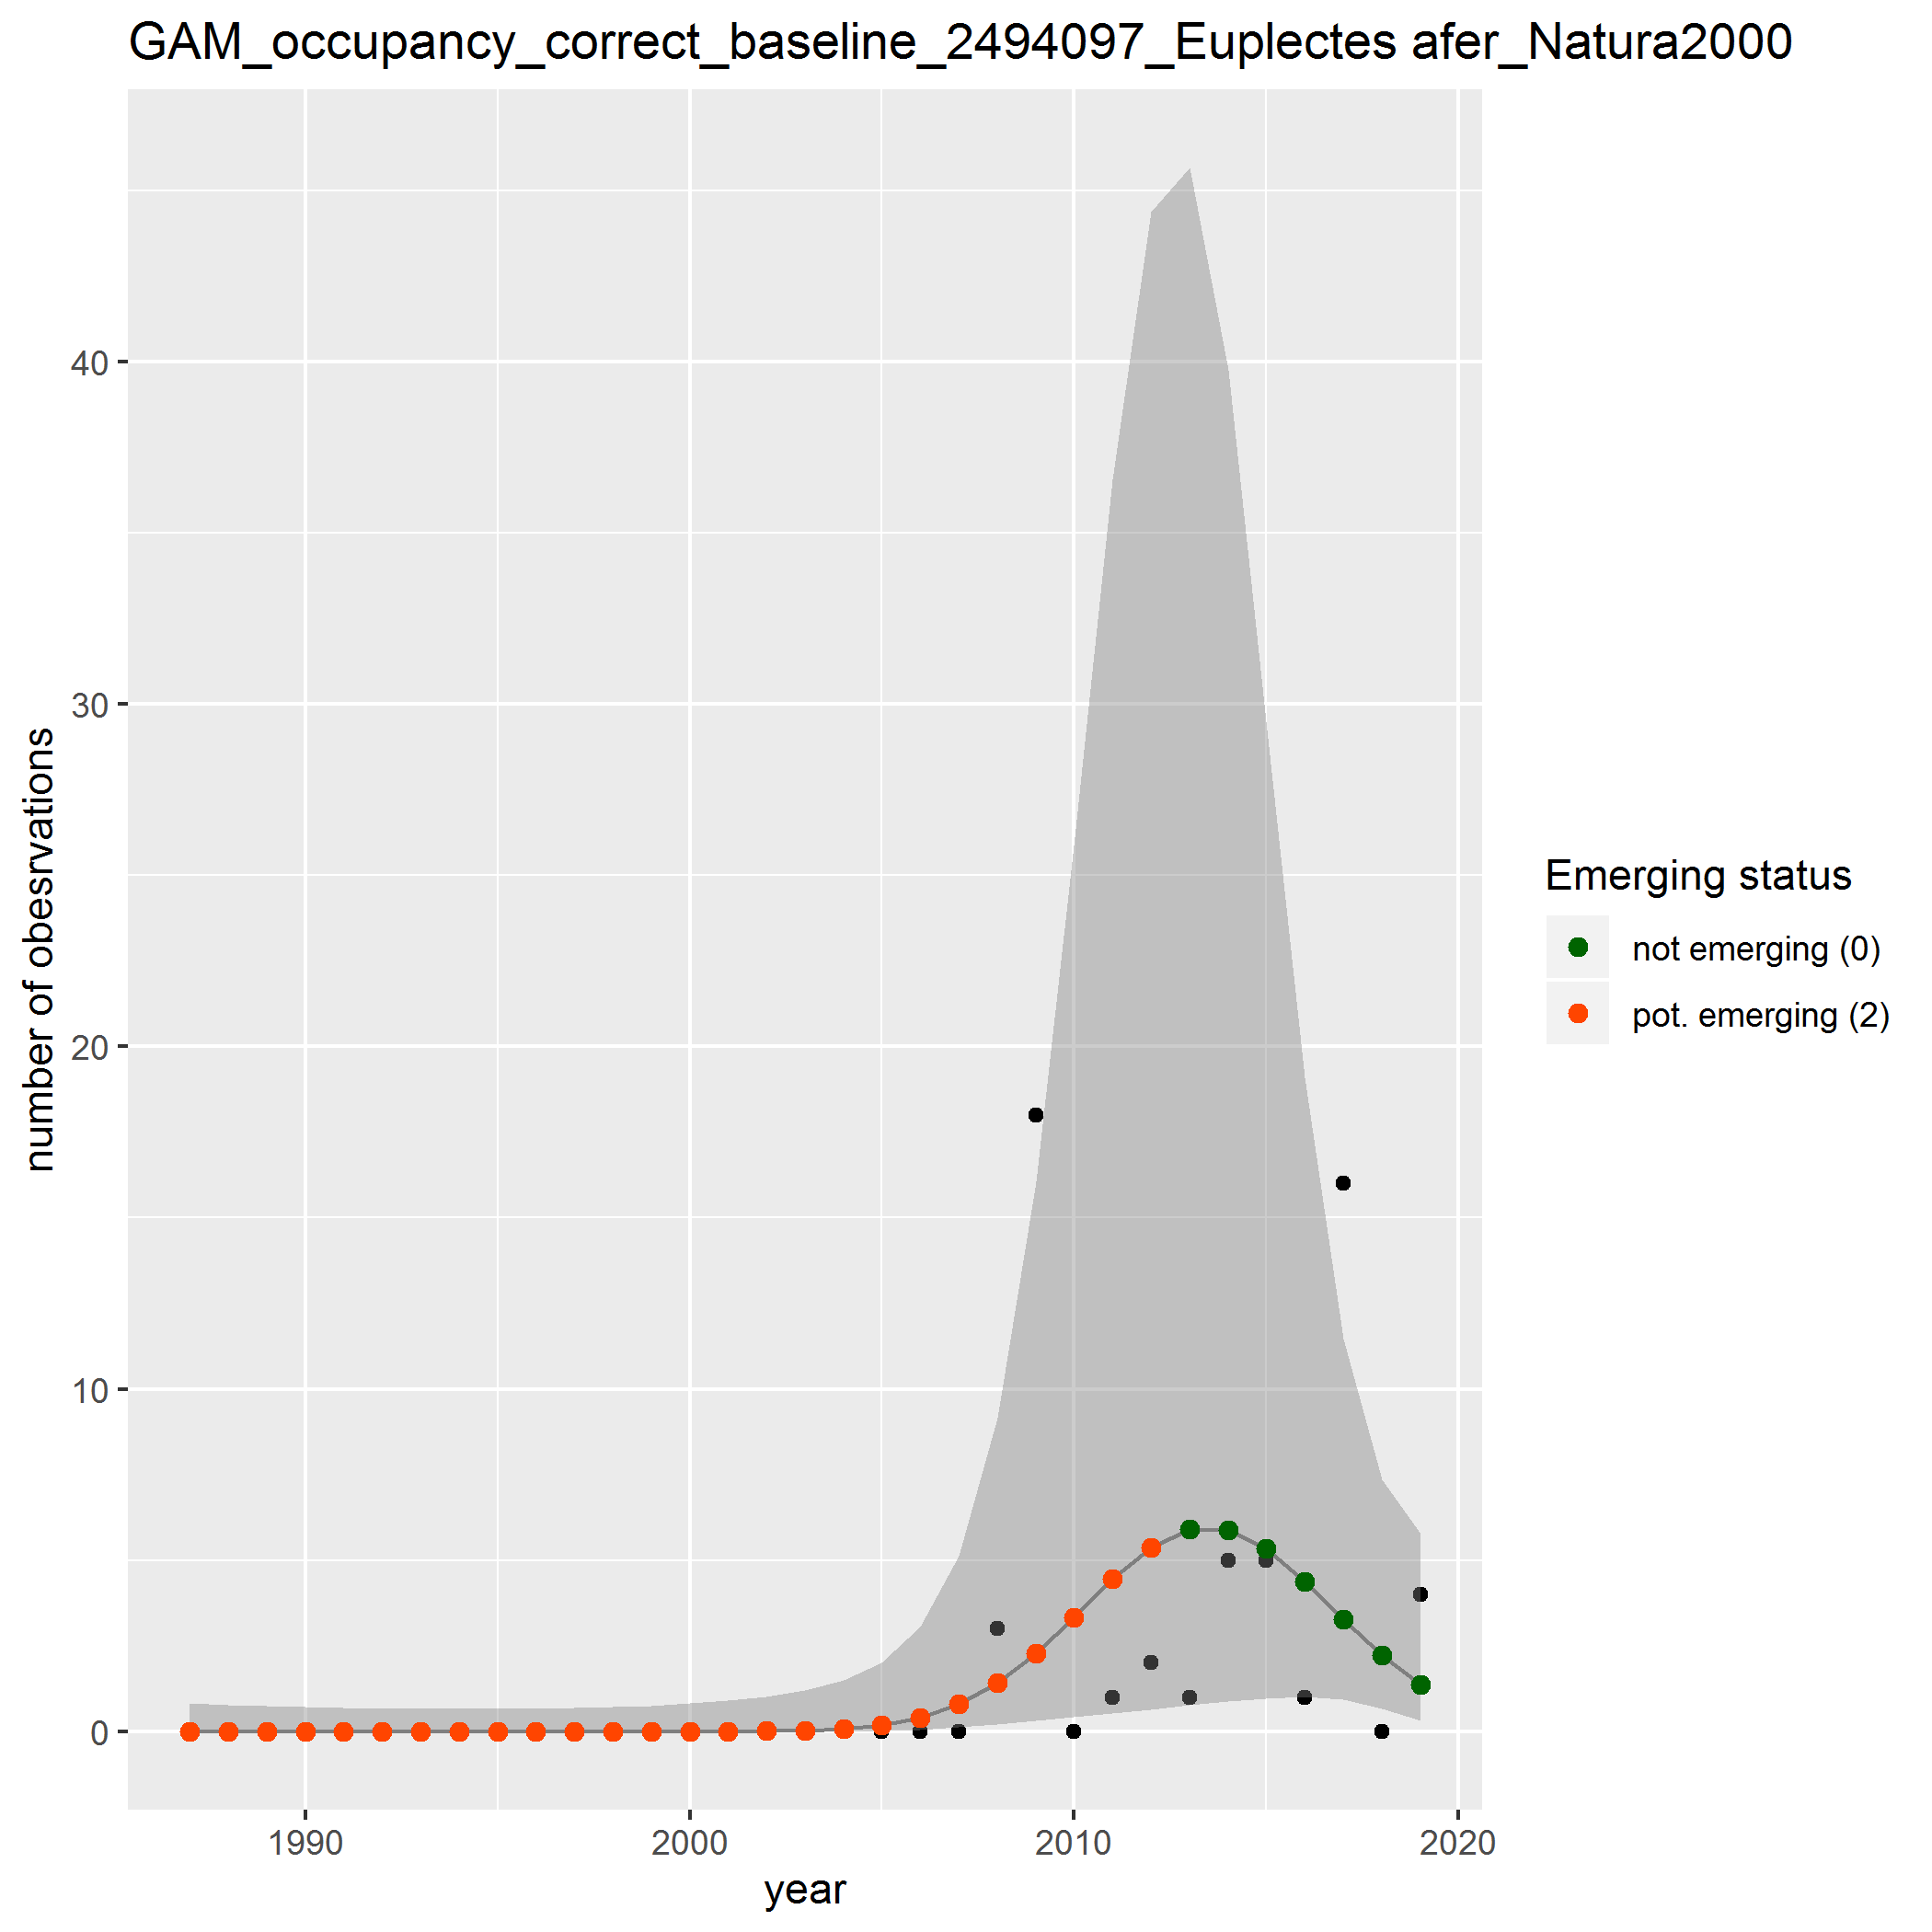 GAM_occupancy_correct_baseline_2494097_Euplectes afer_Natura2000
number of obesrvations
40
30
20
10
0
1990
2000
2010
2020
year
Emerging status
not emerging (0)
pot. emerging (2)